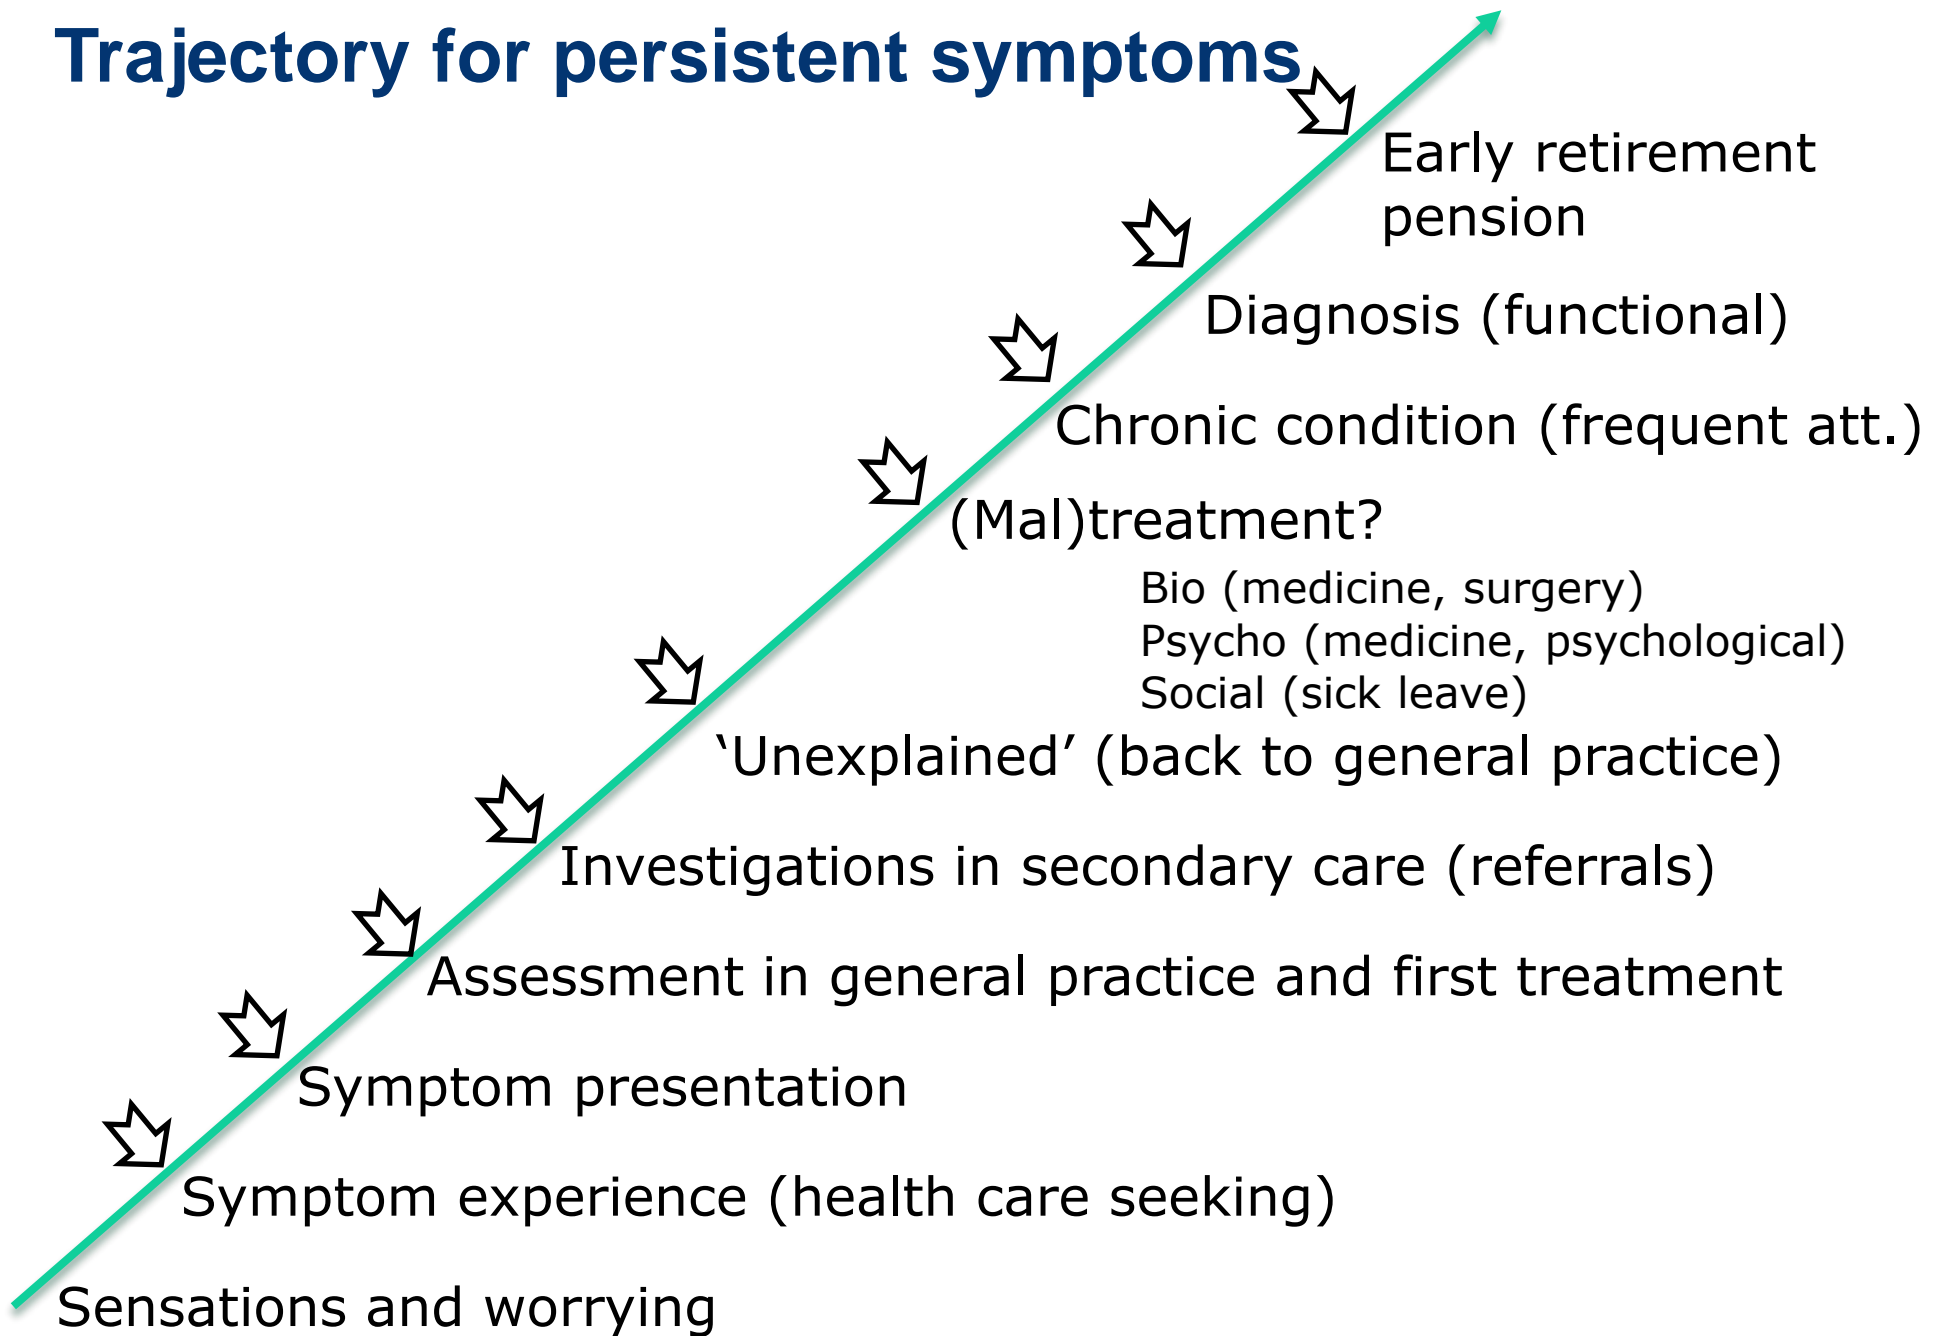 Trajectory for persistent symptoms
Early retirement
pension
Diagnosis (functional)
Chronic condition (frequent att.)
(Mal)treatment?
Bio (medicine, surgery)
Psycho (medicine, psychological)
Social (sick leave)
‘Unexplained’ (back to general practice)
Investigations in secondary care (referrals)
Assessment in general practice and first treatment
Symptom presentation
Symptom experience (health care seeking)
Sensations and worrying